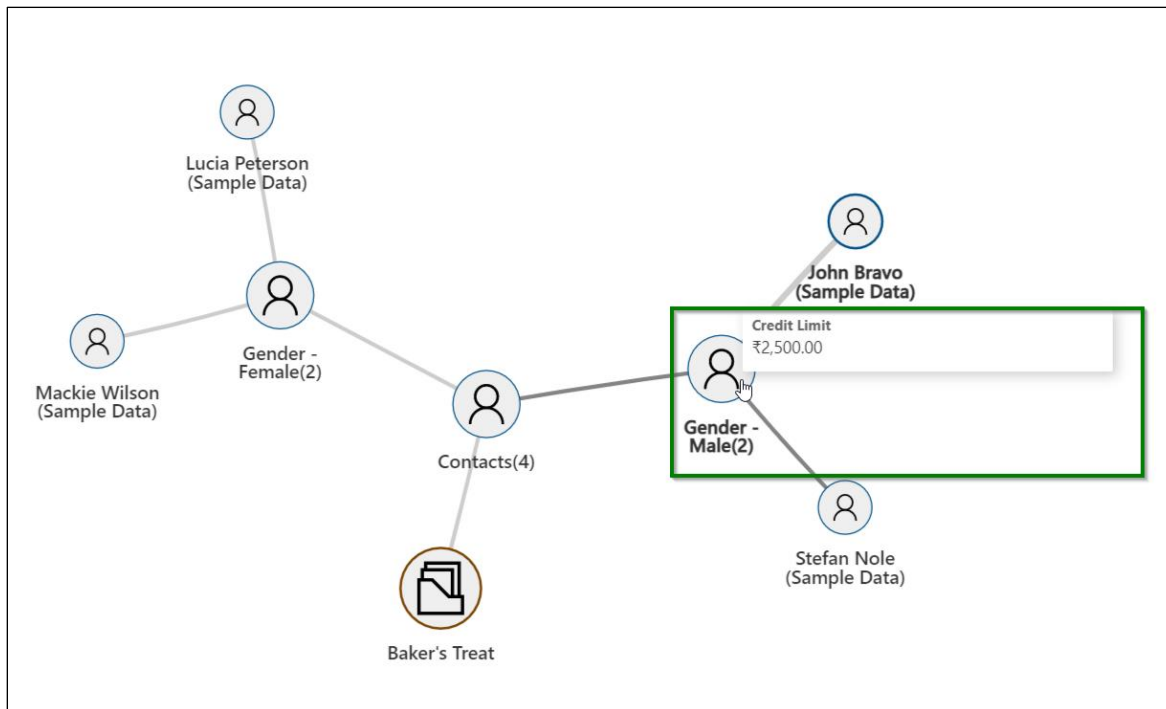 Lucia Peterson
(Sample Data)
John Bravo
(Sample Data)
Credit Limit
₹2,500.00
Gender -
Female(2)
Mackie Wilson
(Sample Data)
Gender -
Male(2)
Contacts(4)
Stefan Nole
(Sample Data)
Baker's Treat